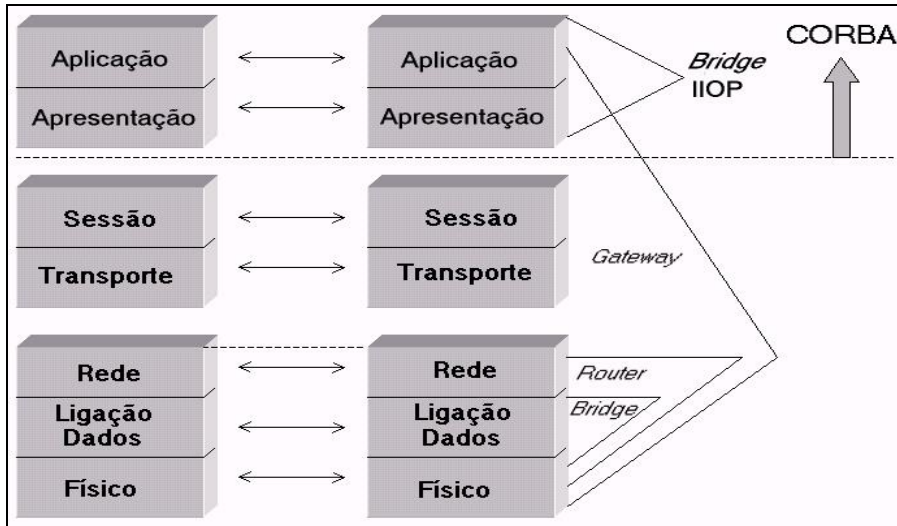 Aplicação
Apresentação
Sessão
Transporte
Rede
Ligação
Dados
Físico
Aplicação
Apresentação
Sessão
Transporte
Rede
Ligação
Dados
Físico
Bridge
IIOP
CORBA
Gateway
Router
Bridge